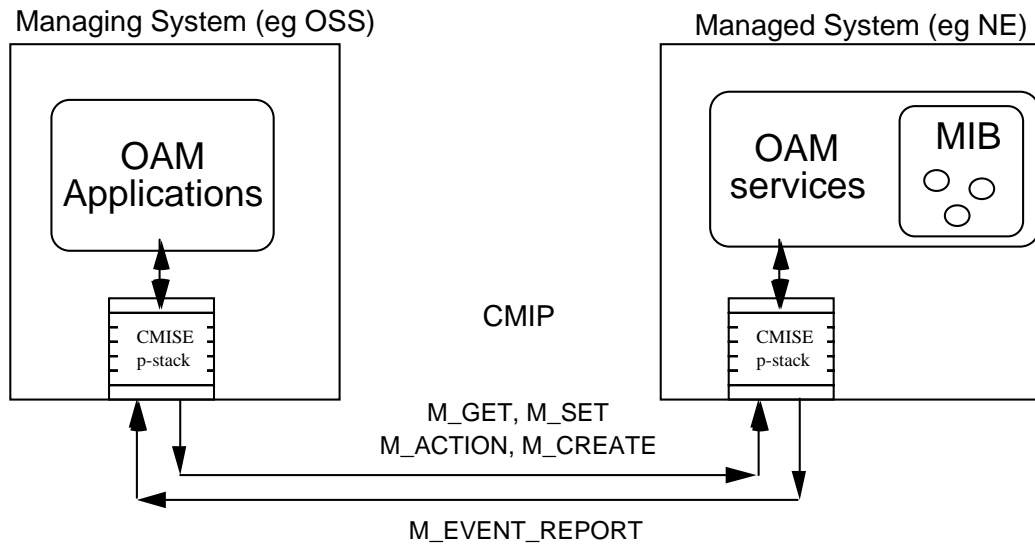 Managing System (eg OSS)
Managed System (eg NE)
OAM
Applications
OAM
services
MIB
CMISE
p-stack
CMIP
CMISE
p-stack
M_GET, M_SET
M_ACTION, M_CREATE
M_EVENT_REPORT